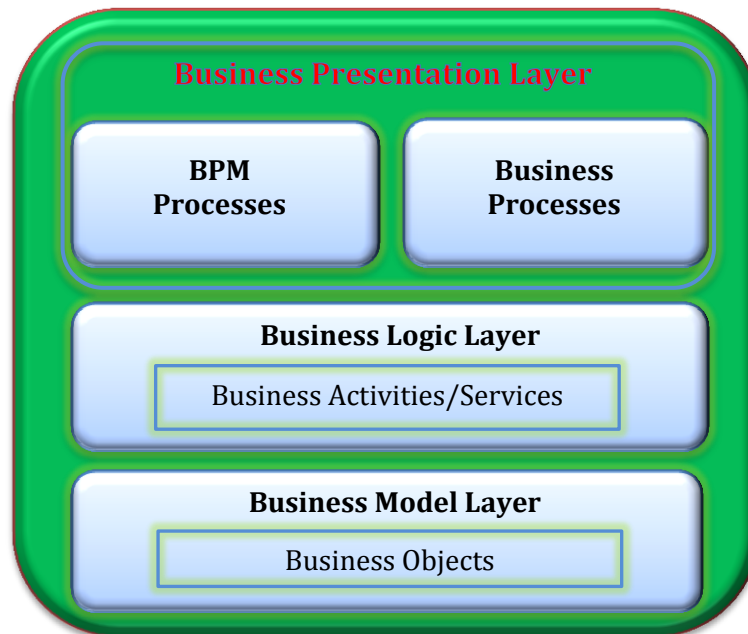 Business Presentation Layer
BPM
Processes
Business
Processes
Business Logic Layer
Business Activities/Services
Business Model Layer
Business Objects